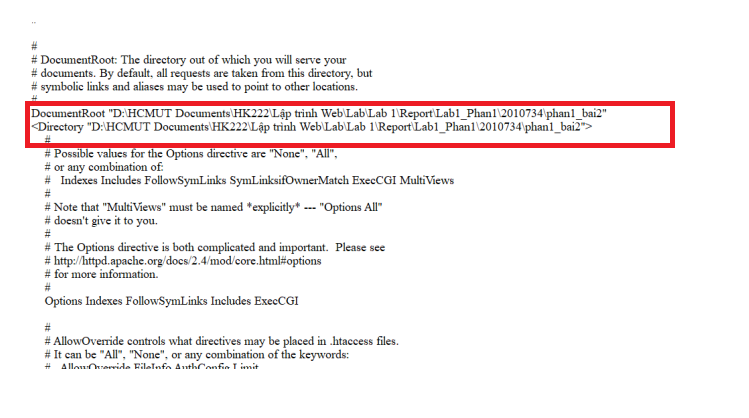 ..
#
# DocumentRoot: The directory out of which you will serve your
# documents. By default, all requests are taken from this directory, but
# symbolic links and aliases may be used to point to other locations.
#
DocumentRoot "D:\HCMUT Documents\HK222\Lập trình Web\Lab\Lab 1\Report\Lab1_Phan1\2010734\phan1_bai2"
<Directory "D:\HCMUT Documents\HK222\Lập trình Web\Lab\Lab 1\Report\Lab1_Phan1\2010734\phan1_bai2">
#
# Possible values for the Options directive are "None", "All",
# or any combination of:
#   Indexes Includes FollowSymLinks SymLinksifOwnerMatch ExecCGI MultiViews
#
# Note that "MultiViews" must be named *explicitly* --- "Options All"
# doesn't give it to you.
#
# The Options directive is both complicated and important.  Please see
# http://httpd.apache.org/docs/2.4/mod/core.html#options
# for more information.
#
Options Indexes FollowSymLinks Includes ExecCGI
#
# AllowOverride controls what directives may be placed in .htaccess files.
# It can be "All", "None", or any combination of the keywords:
#   AllowOverride FileInfo AuthConfig Limit